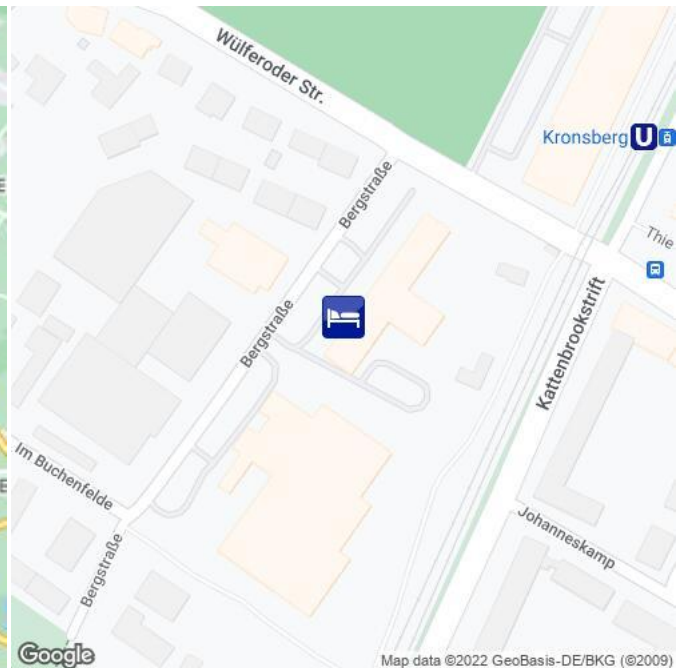 Wülferoder Str.
Kronsberg U
Bergstraße
Thie
Bergstraße
Kattenbrookstrift
Im Buchenfelde
Johanneskamp
Bergstraße
Google
Map data ©2022 GeoBasis-DE/BKG (©2009)